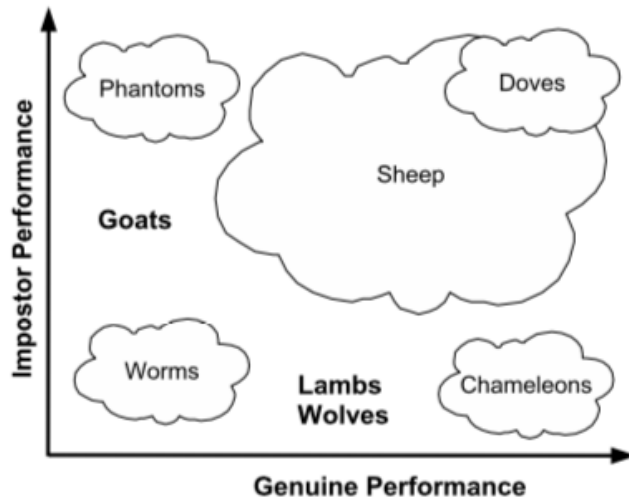 Impostor Performance
Phantoms
Doves
Sheep
Goats
Worms
Lambs
Wolves
Chameleons
Genuine Performance